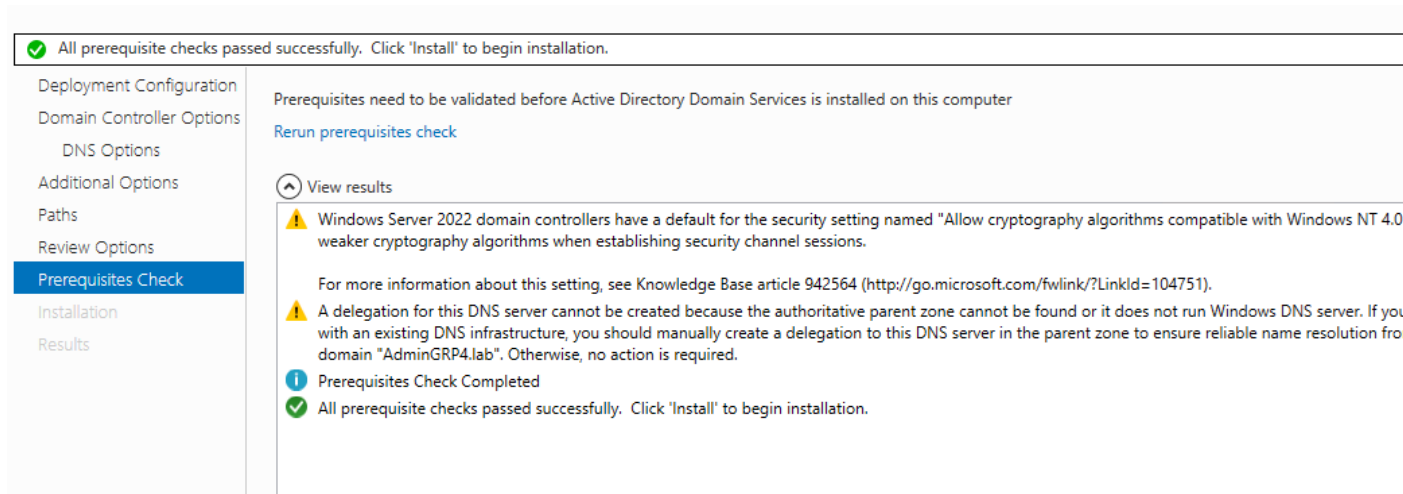 All prerequisite checks passed successfully.  Click 'Install' to begin installation.
Deployment Configuration
Domain Controller Options
DNS Options
Additional Options
Paths
Review Options
Prerequisites Check
Installation
Results
Prerequisites need to be validated before Active Directory Domain Services is installed on this computer
Rerun prerequisites check
View results
Windows Server 2022 domain controllers have a default for the security setting named "Allow cryptography algorithms compatible with Windows NT 4.0
weaker cryptography algorithms when establishing security channel sessions.
For more information about this setting, see Knowledge Base article 942564 (http://go.microsoft.com/fwlink/?LinkId=104751).
A delegation for this DNS server cannot be created because the authoritative parent zone cannot be found or it does not run Windows DNS server. If you
with an existing DNS infrastructure, you should manually create a delegation to this DNS server in the parent zone to ensure reliable name resolution fro
domain "AdminGRP4.lab". Otherwise, no action is required.
Prerequisites Check Completed
All prerequisite checks passed successfully.  Click 'Install' to begin installation.